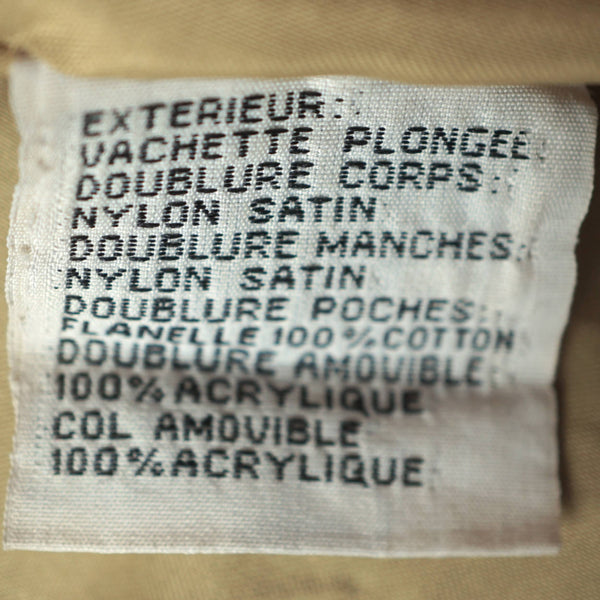 EXTERIEUR:
VACHETTE PLONGEE
DOUBLURE CORPS:
NYLON SATIN
DOUBLURE MANCHES:
NYLON SATIN
DOUBLURE POCHES:
FLANELLE 100% COTTON
DOUBLURE AMOVIBLE:
100% ACRYLIQUE
COL AMOVIBLE
100% ACRYLIQUE